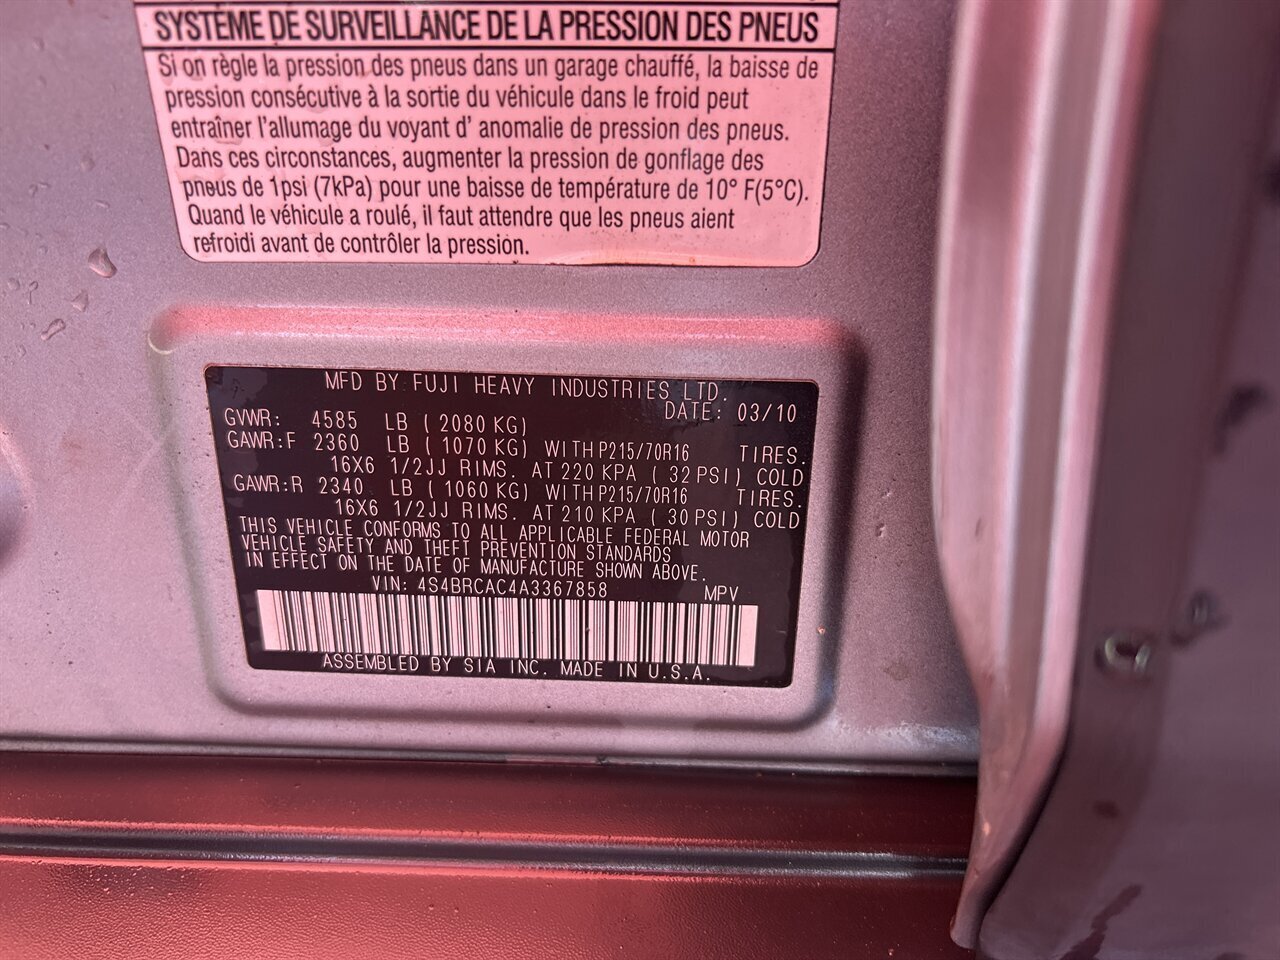 SYSTÈME DE SURVEILLANCE DE LA PRESSION DES PNEUS
Si on règle la pression des pneus dans un garage chauffé, la baisse de
pression consécutive à la sortie du véhicule dans le froid peut
entraîner l'allumage du voyant d' anomalie de pression des pneus.
Dans ces circonstances, augmenter la pression de gonflage des
pneus de 1psi (7kPa) pour une baisse de température de 10° F(5°C).
Quand le véhicule a roulé, il faut attendre que les pneus aient
refroidi avant de contrôler la pression.
MFD BY FUJI HEAVY INDUSTRIES LTD.
DATE: 03/10
GVWR: 4585 LB ( 2080 KG)
GAWR:F 2360 LB ( 1070 KG) WITH P215/70R16 TIRES.
16X6 1/2JJ RIMS. AT 220 KPA ( 32 PSI) COLD
GAWR:R 2340 LB ( 1060 KG) WITH P215/70R16 TIRES.
16X6 1/2JJ RIMS. AT 210 KPA ( 30 PSI) COLD
THIS VEHICLE CONFORMS TO ALL APPLICABLE FEDERAL MOTOR
VEHICLE SAFETY AND THEFT PREVENTION STANDARDS
IN EFFECT ON THE DATE OF MANUFACTURE SHOWN ABOVE.
VIN: 4S4BRCAC4A3367858 MPV
ASSEMBLED BY SIA INC. MADE IN U.S.A.